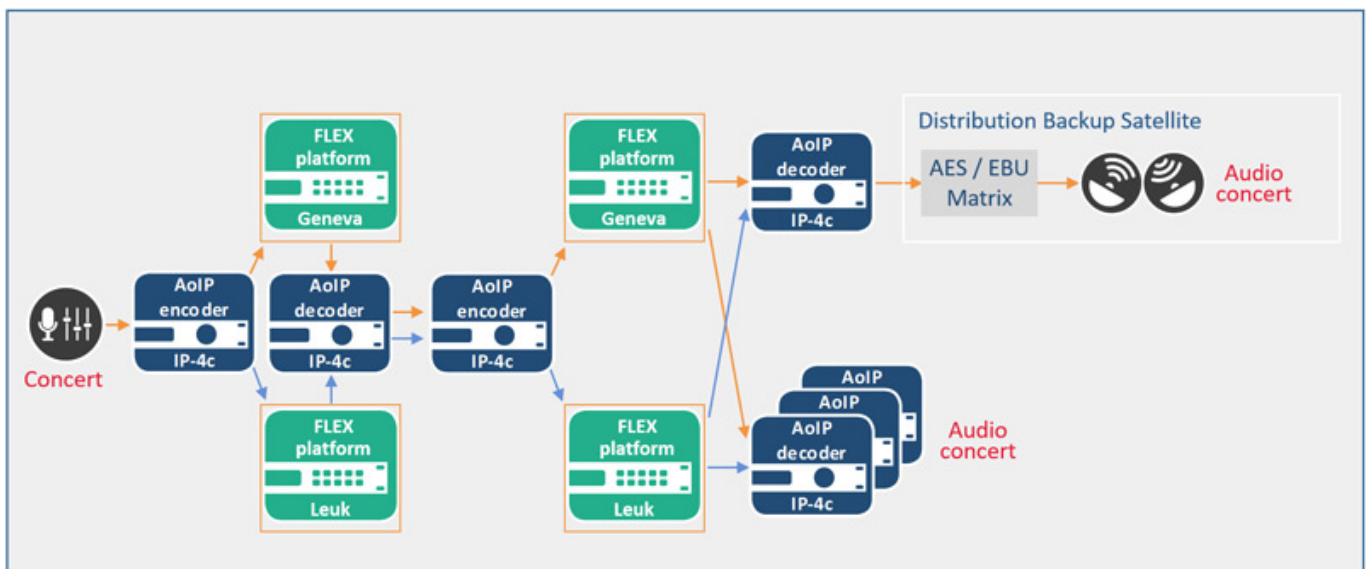 Concert
AoIP
encoder
IP-4c
FLEX
platform
Geneva
AoIP
decoder
IP-4c
FLEX
platform
Leuk
AoIP
encoder
IP-4c
FLEX
platform
Geneva
FLEX
platform
Leuk
AoIP
decoder
IP-4c
Distribution Backup Satellite
AES / EBU
Matrix
Audio
concert
AoIP
AoIP
AoIP
decoder
IP-4c
Audio
concert